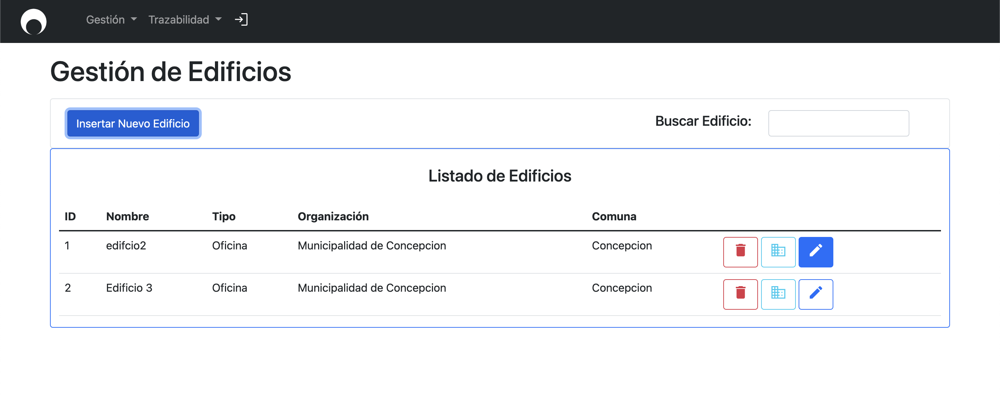 Gestión Trazabilidad
Gestión de Edificios
Insertar Nuevo Edificio Buscar Edificio:
Listado de Edificios
ID Nombre Tipo Organización Comuna
1 edifcio2 Oficina Municipalidad de Concepcion Concepcion
2 Edificio 3 Oficina Municipalidad de Concepcion Concepcion